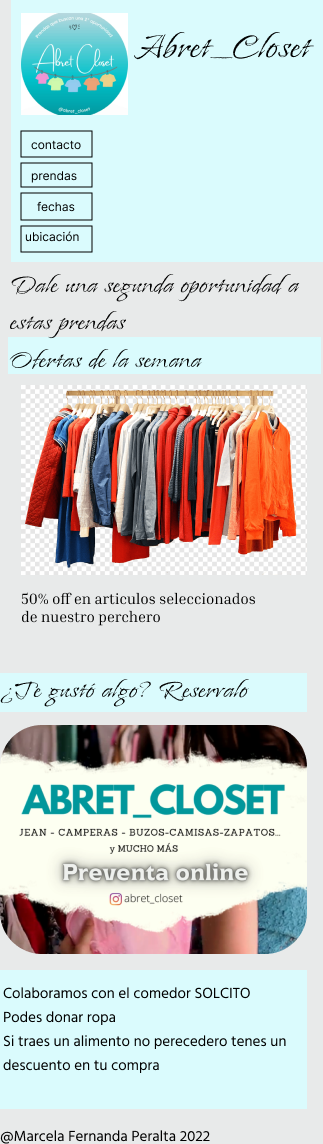 Abret Closet
@abret_closet
Abret_Closet
contacto
prendas
fechas
ubicación
Dale una segunda oportunidad a
estas prendas
Ofertas de la semana
50% off en articulos seleccionados
de nuestro perchero
¿Te gustó algo? Reservalo
ABRET_CLOSET
JEAN - CAMPERAS - BUZOS-CAMISAS-ZAPATOS...
y MUCHO MÁS
Preventa online
abret_closet
Colaboramos con el comedor SOLCITO
Podes donar ropa
Si traes un alimento no perecedero tenes un
descuento en tu compra
@Marcela Fernanda Peralta 2022